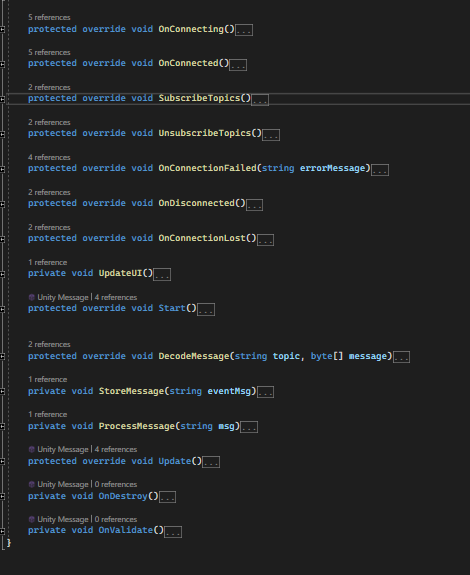 5 references
protected override void OnConnecting()...
5 references
protected override void OnConnected()...
2 references
protected override void SubscribeTopics()...
2 references
protected override void UnsubscribeTopics()...
4 references
protected override void OnConnectionFailed(string errorMessage)...
2 references
protected override void OnDisconnected()...
2 references
protected override void OnConnectionLost()...
1 reference
private void UpdateUI()...
Unity Message | 4 references
protected override void Start()...
2 references
protected override void DecodeMessage(string topic, byte[] message)...
1 reference
private void StoreMessage(string eventMsg)...
1 reference
private void ProcessMessage(string msg)...
Unity Message | 4 references
protected override void Update()...
Unity Message | 0 references
private void OnDestroy()...
Unity Message | 0 references
private void OnValidate()...
}